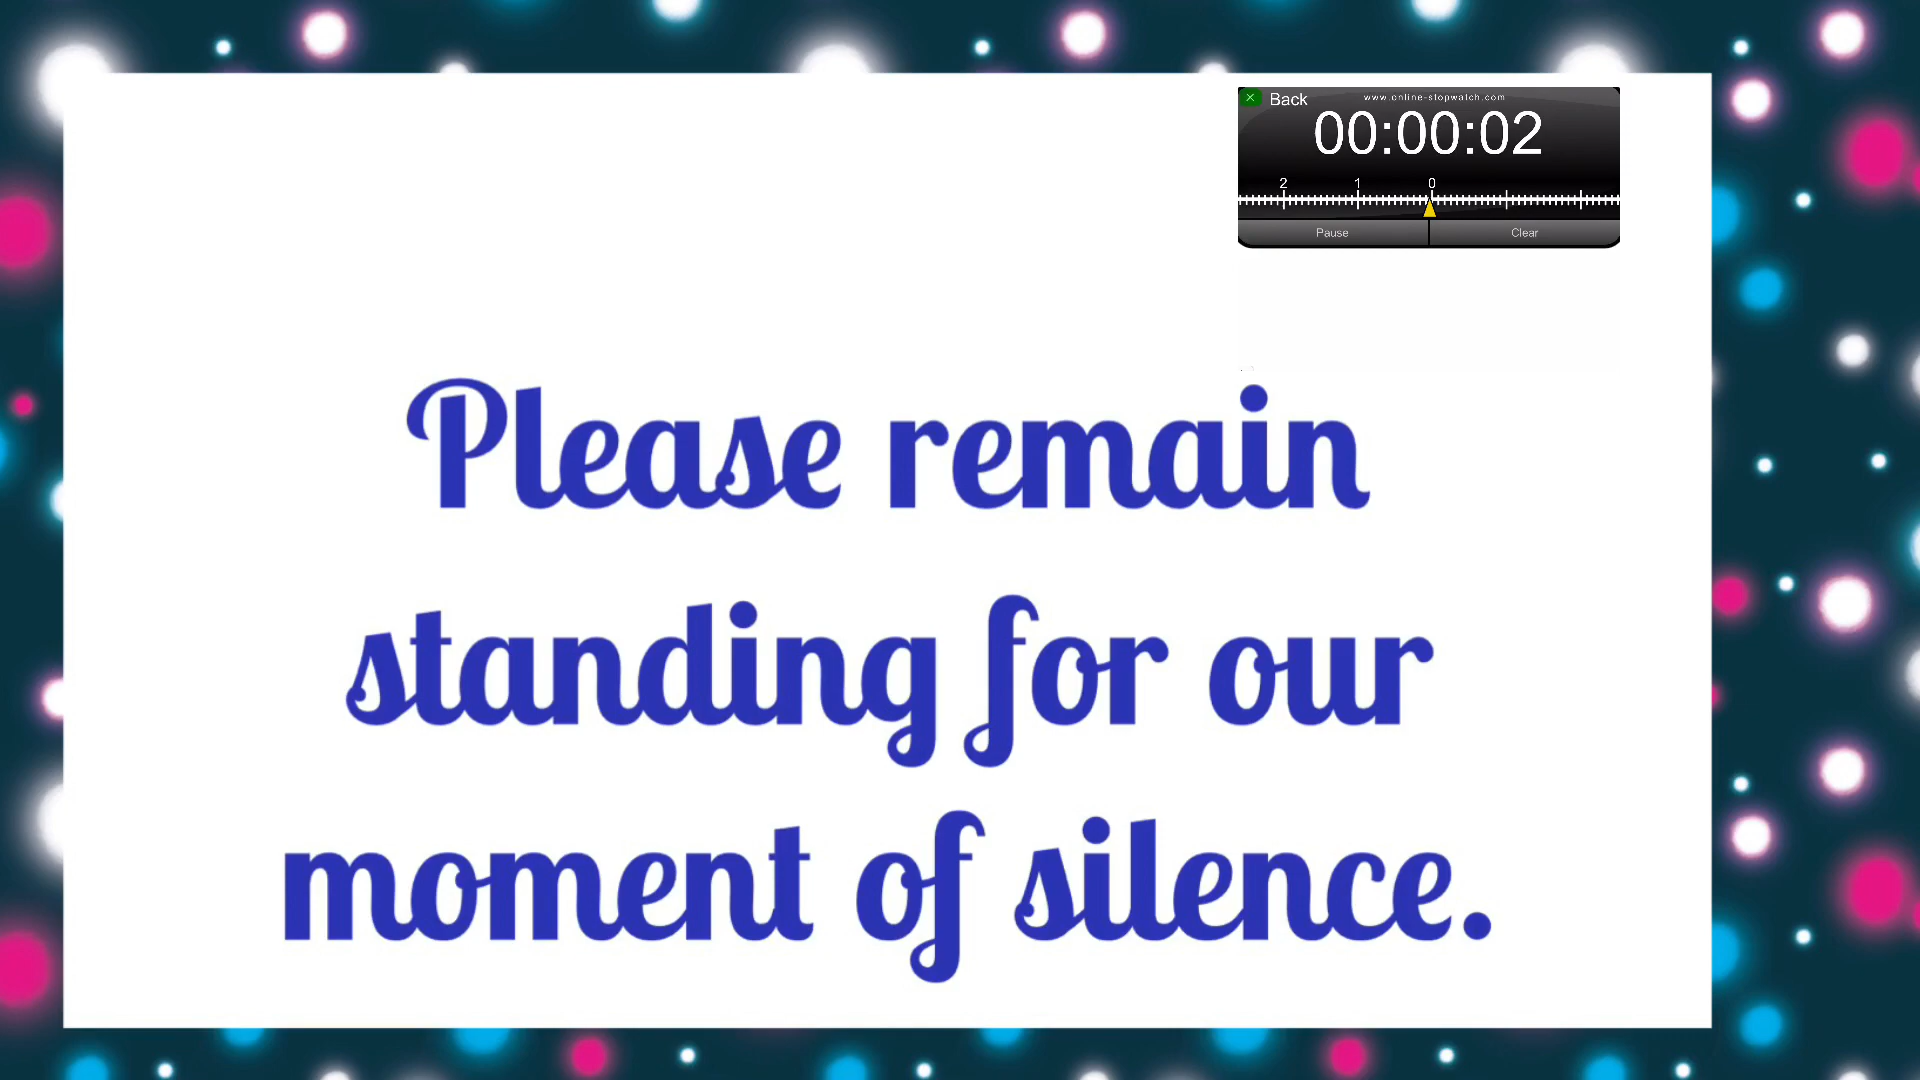 Back
www.online-stopwatch.com
00:00:02
2 1 0
Pause Clear
Please remain
standing for our
moment of silence.